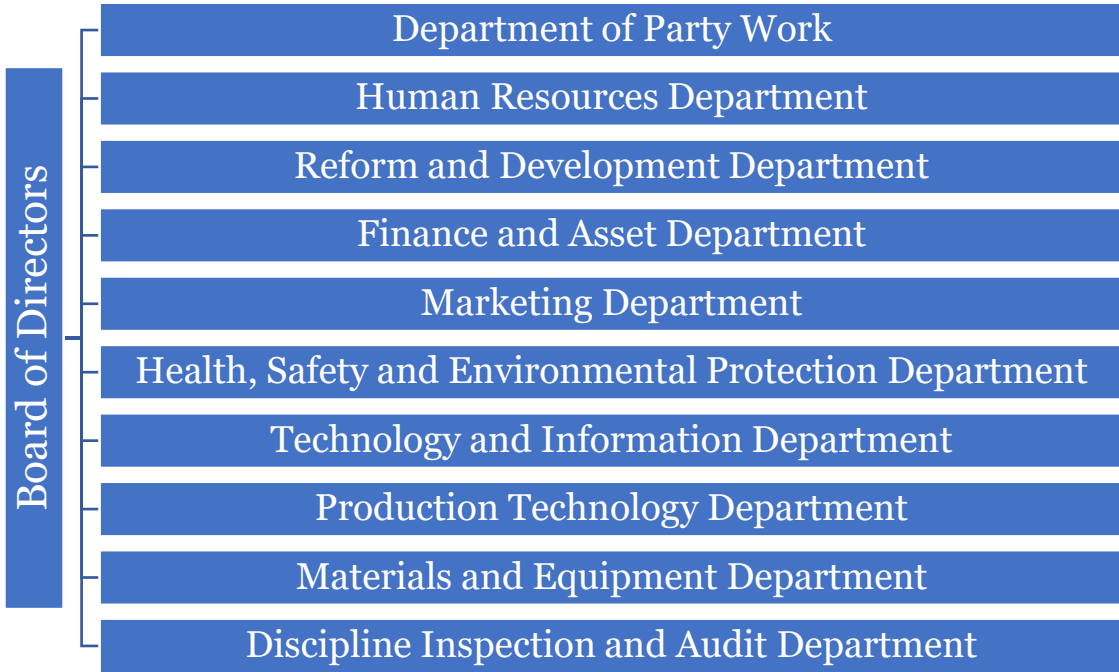 Board of Directors
Department of Party Work
Human Resources Department
Reform and Development Department
Finance and Asset Department
Marketing Department
Health, Safety and Environmental Protection Department
Technology and Information Department
Production Technology Department
Materials and Equipment Department
Discipline Inspection and Audit Department